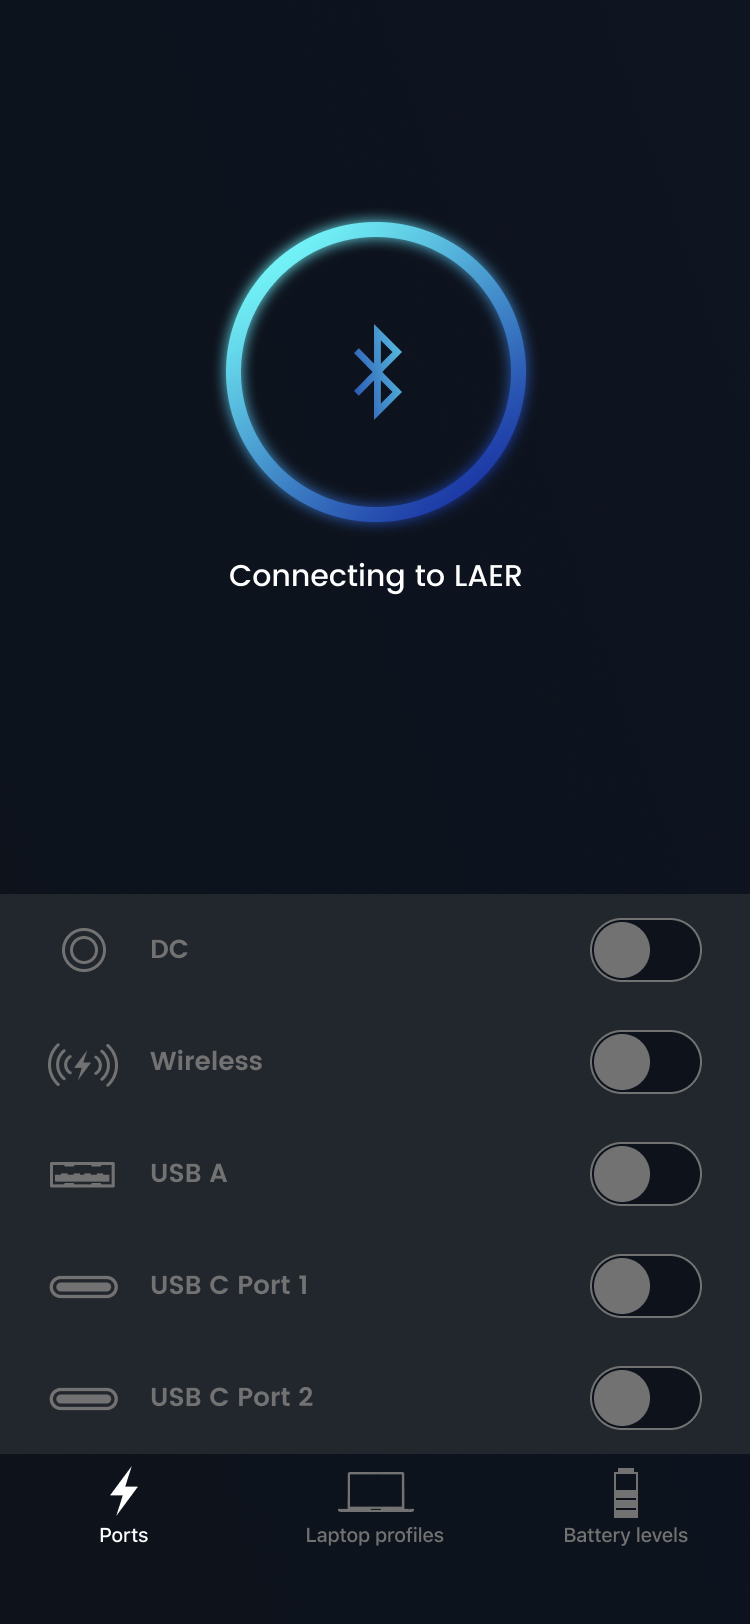 Connecting to LAER
DC
Wireless
USB A
USB C Port 1
USB C Port 2
Ports
Laptop profiles
Battery levels